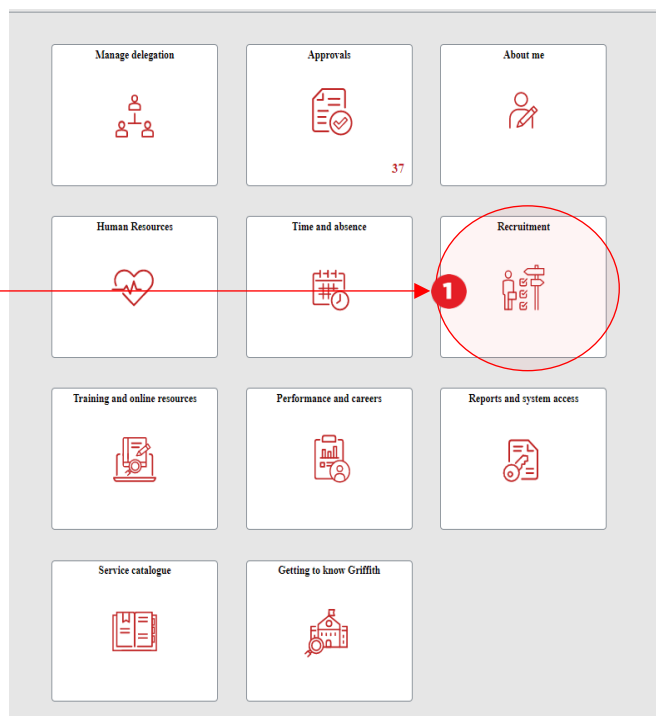 Manage delegation
Approvals
About me
37
Human Resources
Time and absence
Recruitment
1
Training and online resources
Performance and careers
Reports and system access
Service catalogue
Getting to know Griffith